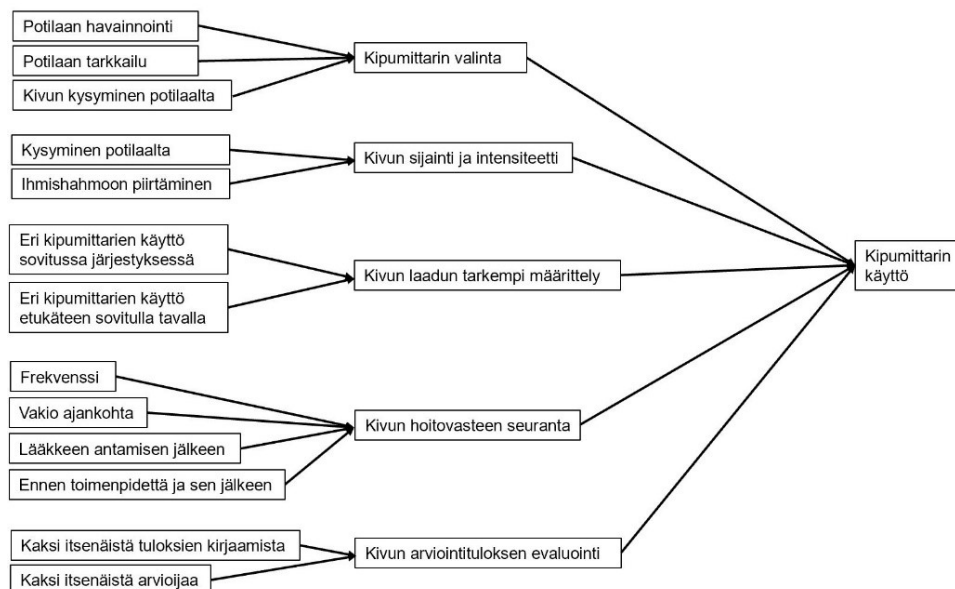 Potilaan havainnointi
Potilaan tarkkailu
Kivun kysyminen potilaalta
Kipumittarin valinta
Kysyminen potilaalta
Ihmishahmoon piirtäminen
Kivun sijainti ja intensiteetti
Eri kipumittarien käyttö
sovitussa järjestyksessä
Eri kipumittarien käyttö
etukäteen sovitulla tavalla
Kivun laadun tarkempi määrittely
Frekvenssi
Vakio ajankohta
Lääkkeen antamisen jälkeen
Ennen toimenpidettä ja sen jälkeen
Kivun hoitovasteen seuranta
Kaksi itsenäistä tuloksien kirjaamista
Kaksi itsenäistä arvioijaa
Kivun arviointituloksen evaluointi
Kipumittarin
käyttö